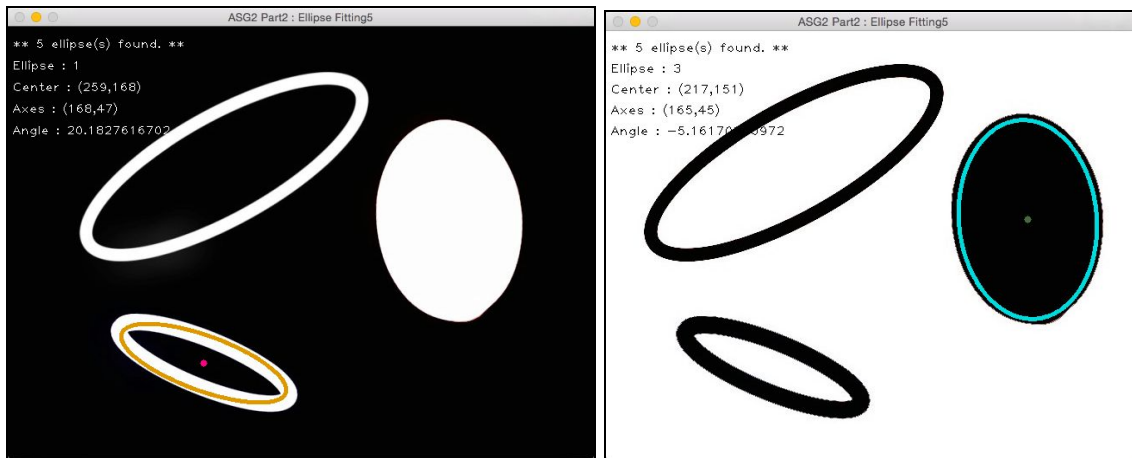 ASG2 Part2 : Ellipse Fitting5
** 5 ellipse(s) found. **
Ellipse : 1
Center : (259,168)
Axes : (168,47)
Angle : 20.1827616702
ASG2 Part2 : Ellipse Fitting5
** 5 ellipse(s) found. **
Ellipse : 3
Center : (217,151)
Axes : (165,45)
Angle :